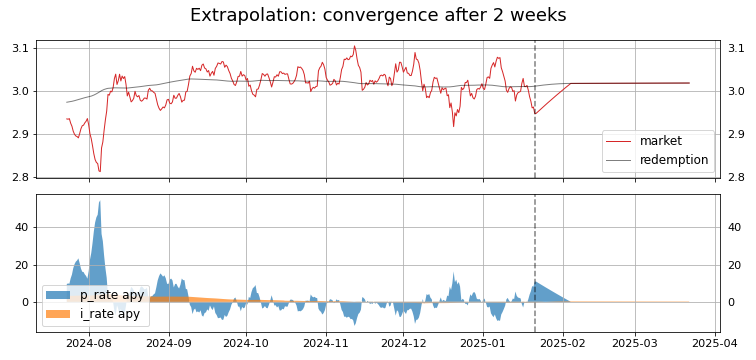 Extrapolation: convergence after 2 weeks
3.1 3.1
3.0 3.0
2.9 2.9
market
redemption
2.8 2.8
40 40
20 20
p_rate apy
i_rate apy
0 0
2024-08 2024-09 2024-10 2024-11 2024-12 2025-01 2025-02 2025-03 2025-04